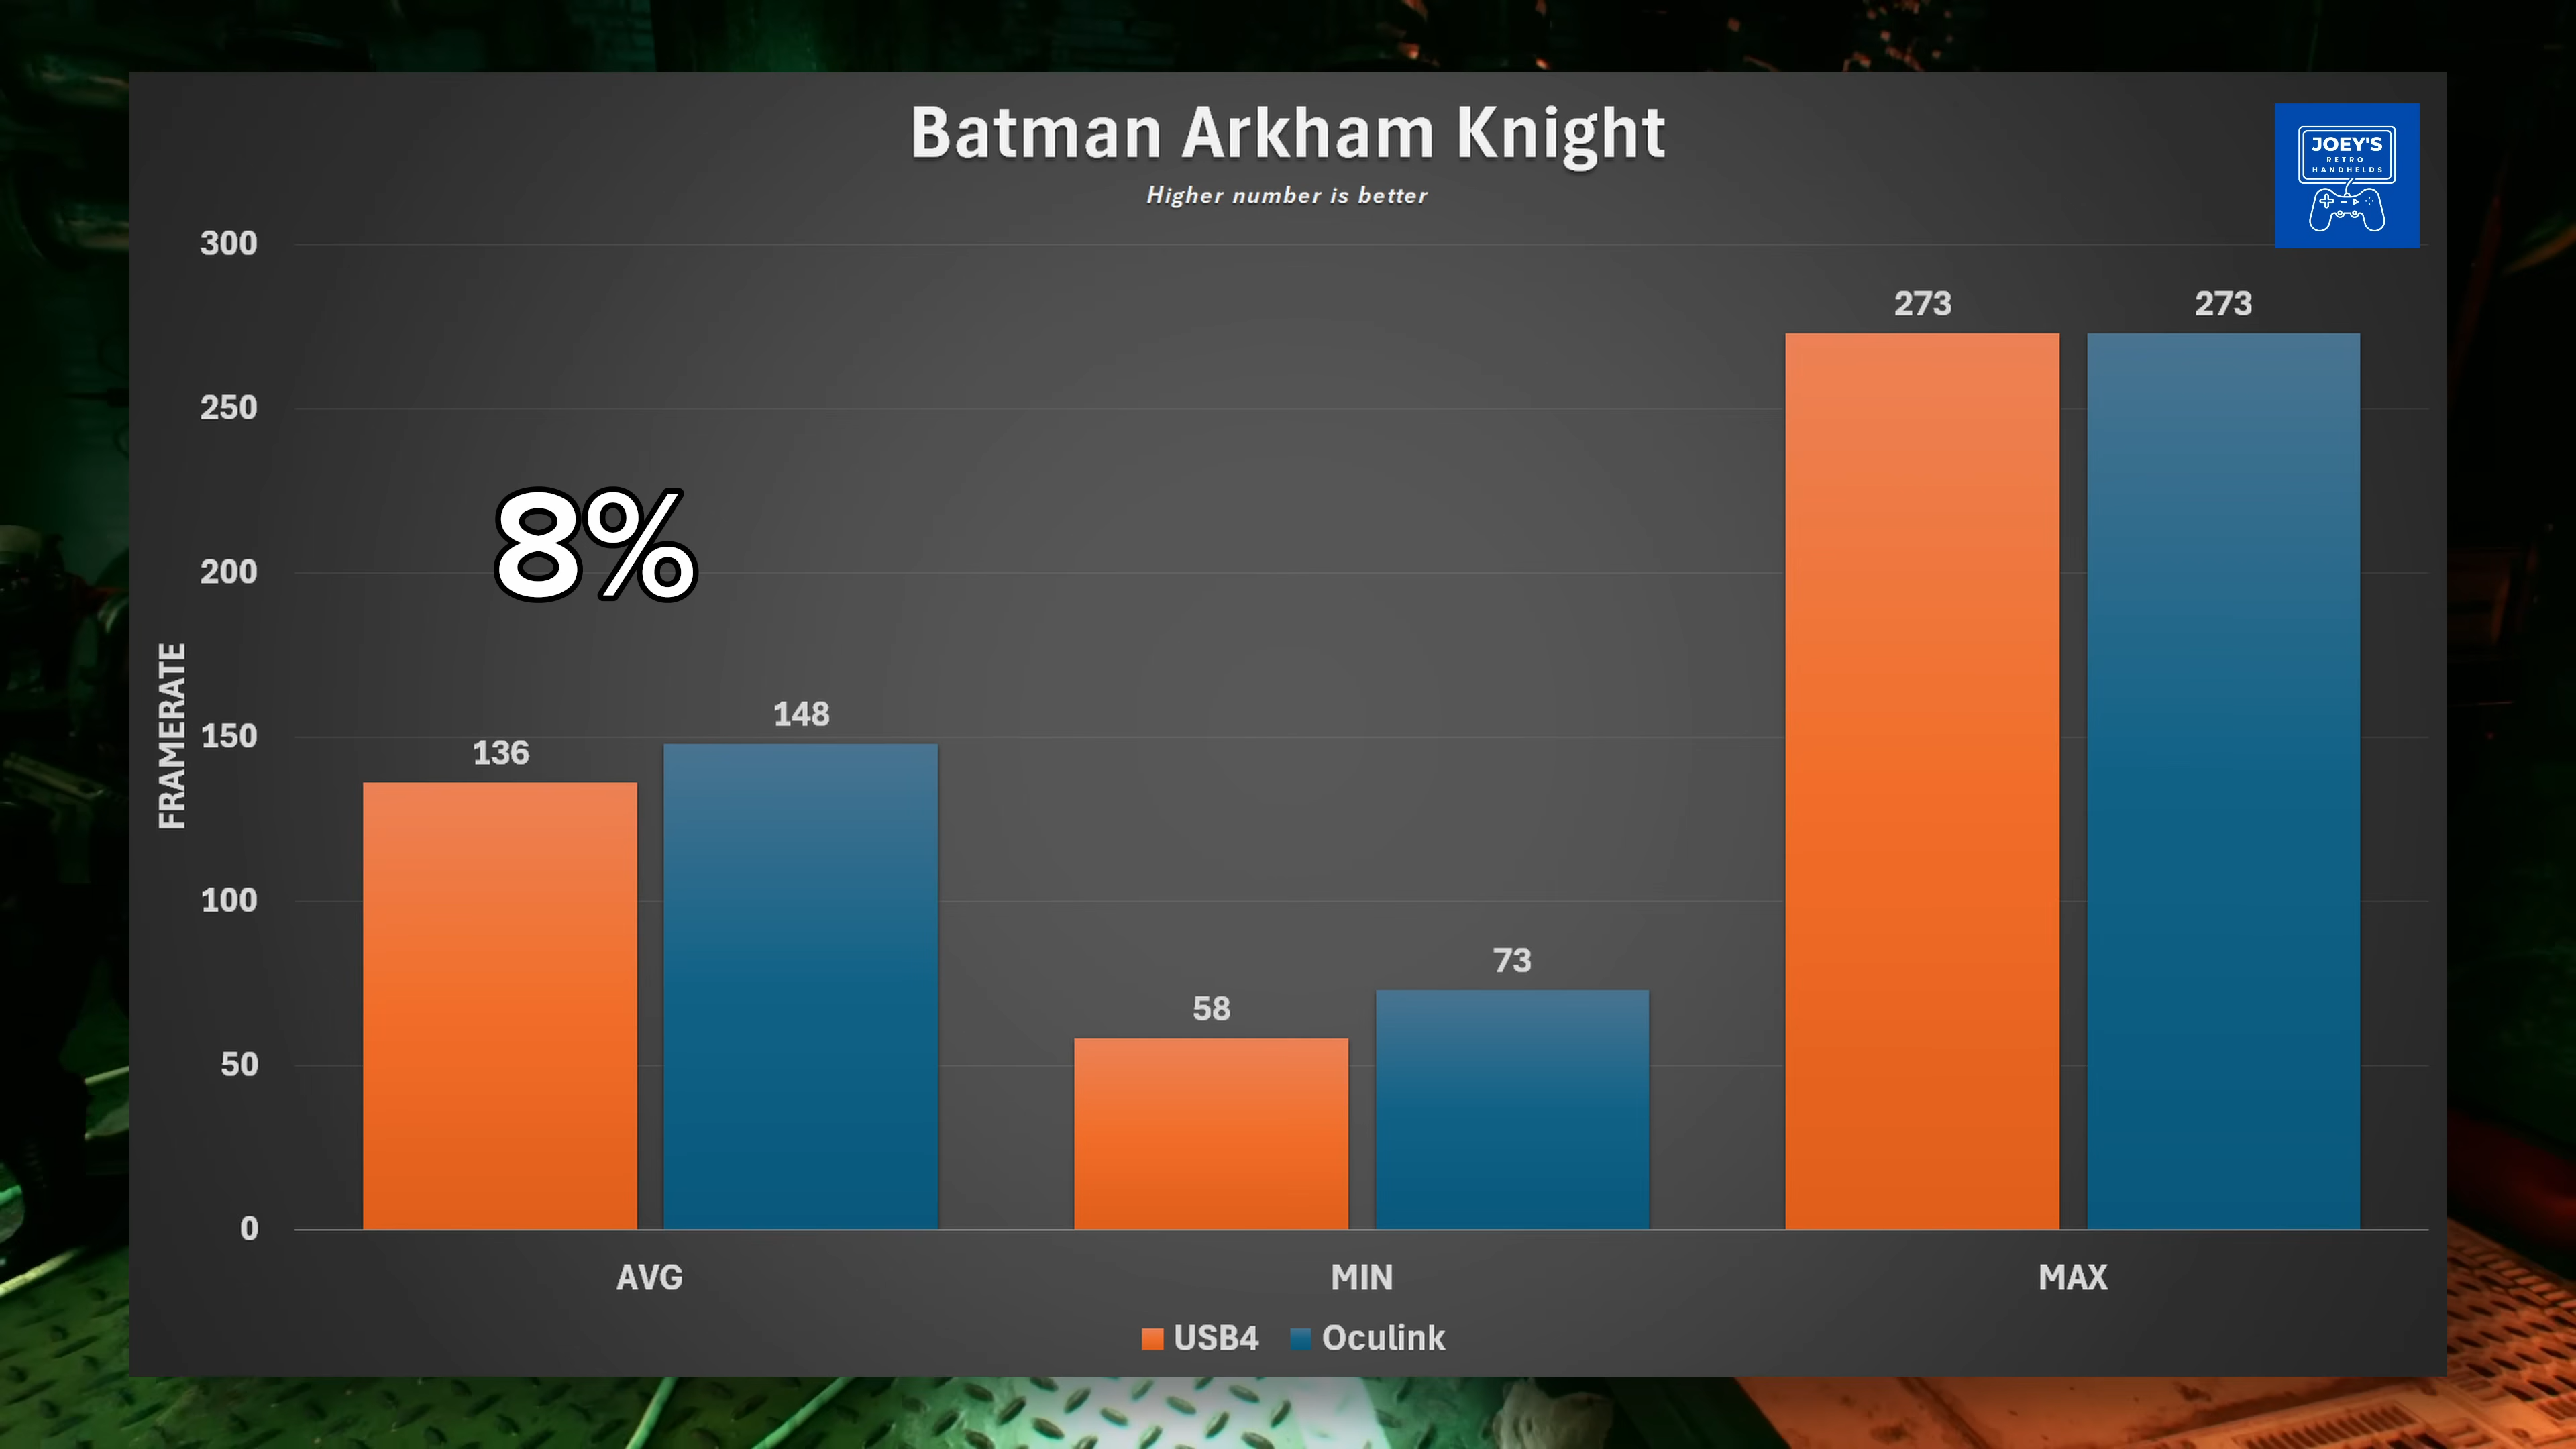 Batman Arkham Knight
Higher number is better
JOEY'S
RETRO
HANDHELDS
300
250
200
150
100
50
0
FRAMERATE
8%
136
148
58
73
273
273
AVG
MIN
MAX
USB4
Oculink